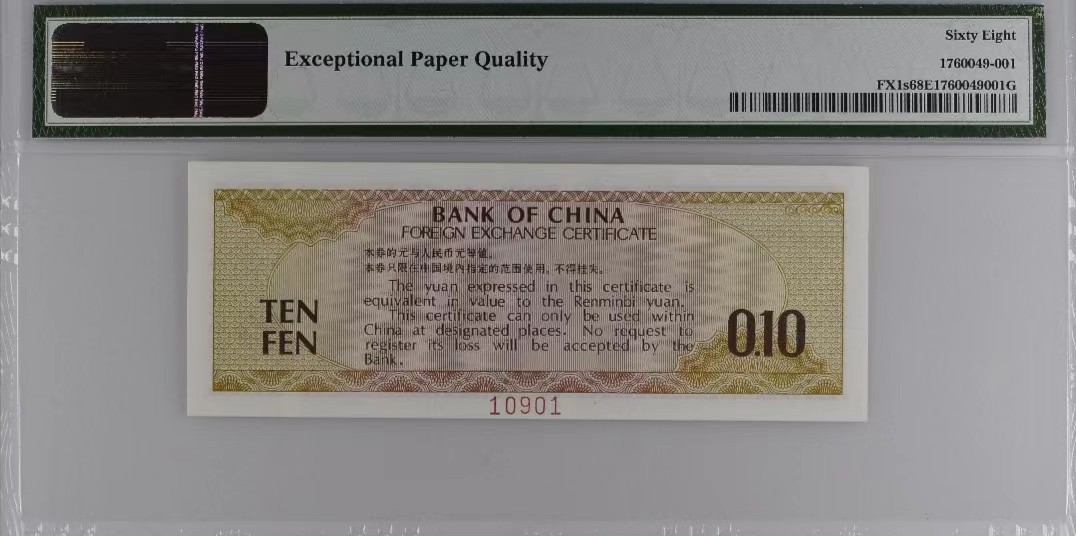 Exceptional Paper Quality
Sixty Eight
1760049-001
FX1s68E1760049001G
BANK OF CHINA
FOREIGN EXCHANGE CERTIFICATE
本券的元与人民币元等值。
本券只限在中国境内指定的范围使用，不得挂失。
The yuan expressed in this certificate is
equivalent in value to the Renminbi yuan.
This certificate can only be used within
China at designated places. No request to
register its loss will be accepted by the
Bank.
TEN
FEN
0.10
10901